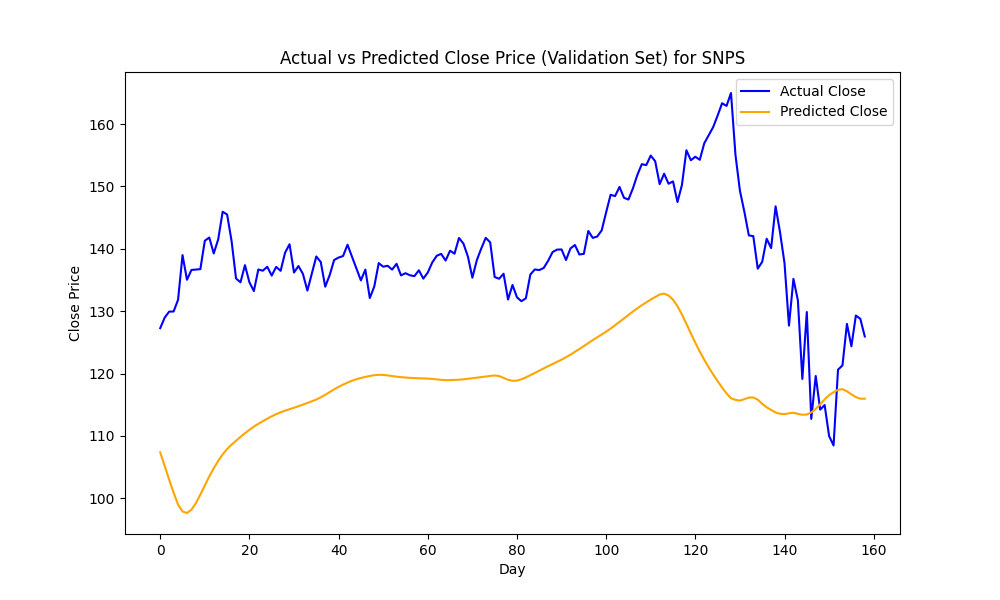 Actual vs Predicted Close Price (Validation Set) for SNPS
Actual Close
Predicted Close
160
150
140
130
120
110
100
Close Price
0 20 40 60 80 100 120 140 160
Day